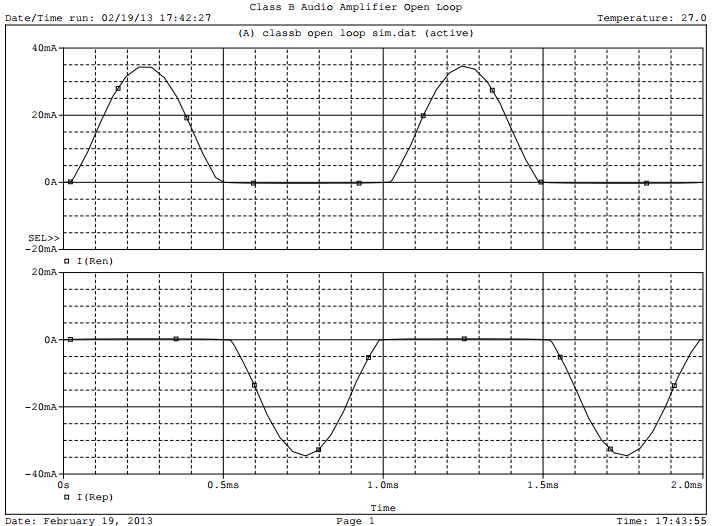 Class B Audio Amplifier Open Loop
Date/Time run: 02/19/13 17:42:27 Temperature: 27.0
(A) classb open loop sim.dat (active)
40mA
20mA
0A
SEL>>
-20mA
I(Ren)
20mA
0A
-20mA
-40mA
0s 0.5ms 1.0ms 1.5ms 2.0ms
I(Rep)
Time
Date: February 19, 2013 Page 1 Time: 17:43:55